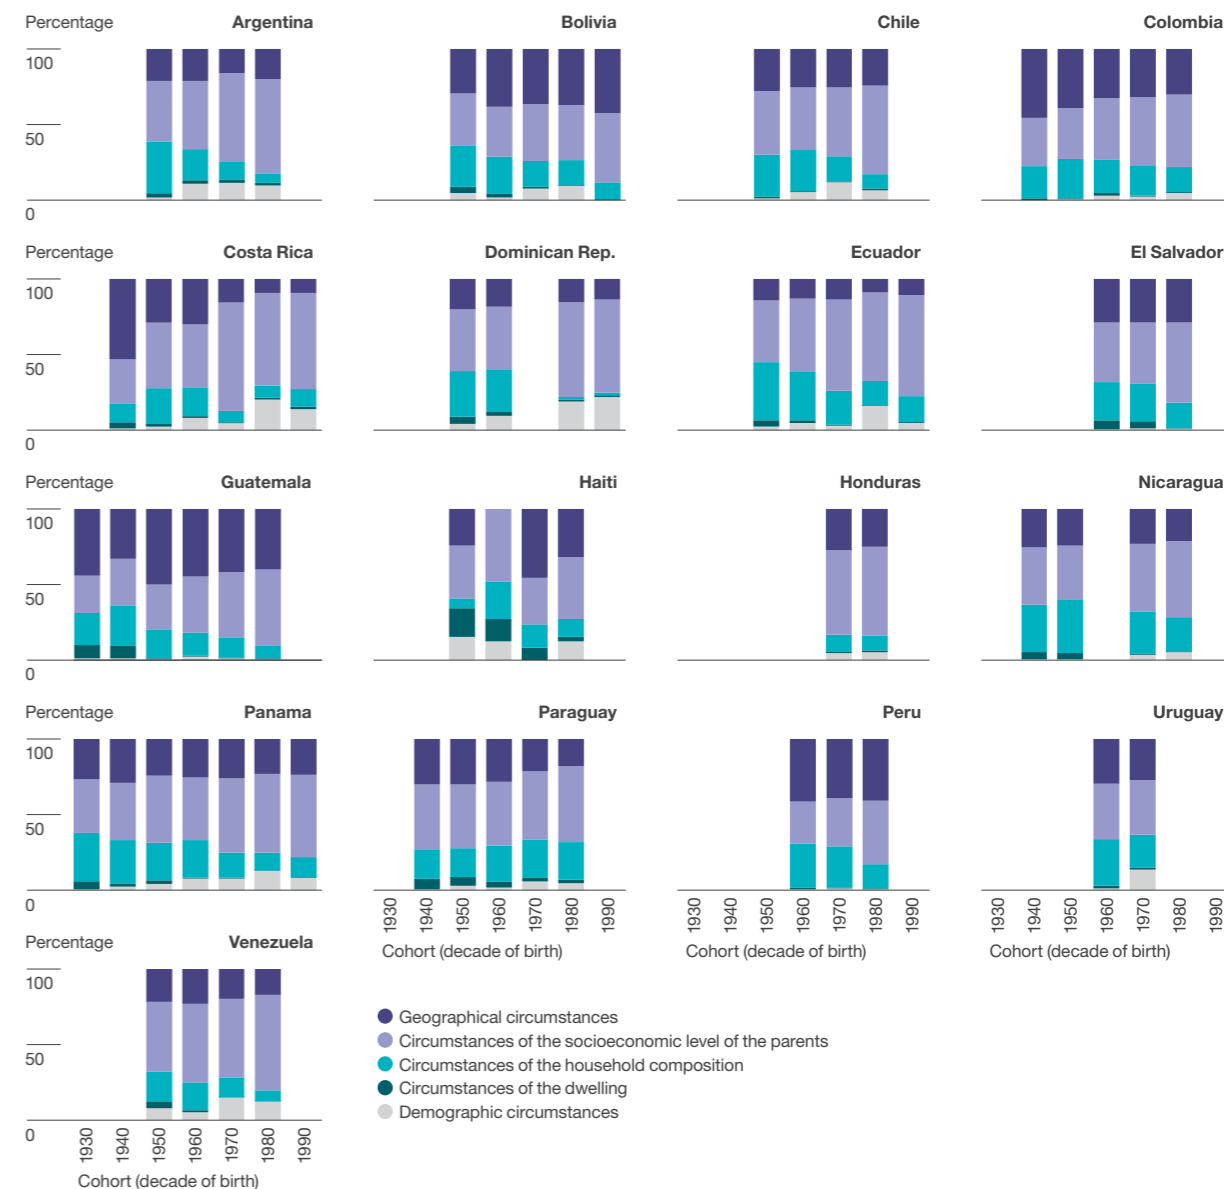 Percentage Argentina Bolivia Chile Colombia
100
50
0
Percentage Costa Rica Dominican Rep. Ecuador El Salvador
100
50
0
Percentage Guatemala Haiti Honduras Nicaragua
100
50
0
Percentage Panama Paraguay Peru Uruguay
100
50
0
1930 1940 1950 1960 1970 1980 1990 1930 1940 1950 1960 1970 1980 1990 1930 1940 1950 1960 1970 1980 1990
Cohort (decade of birth) Cohort (decade of birth) Cohort (decade of birth)
Percentage Venezuela
100
50
0
1930 1940 1950 1960 1970 1980 1990
Cohort (decade of birth)
Geographical circumstances
Circumstances of the socioeconomic level of the parents
Circumstances of the household composition
Circumstances of the dwelling
Demographic circumstances